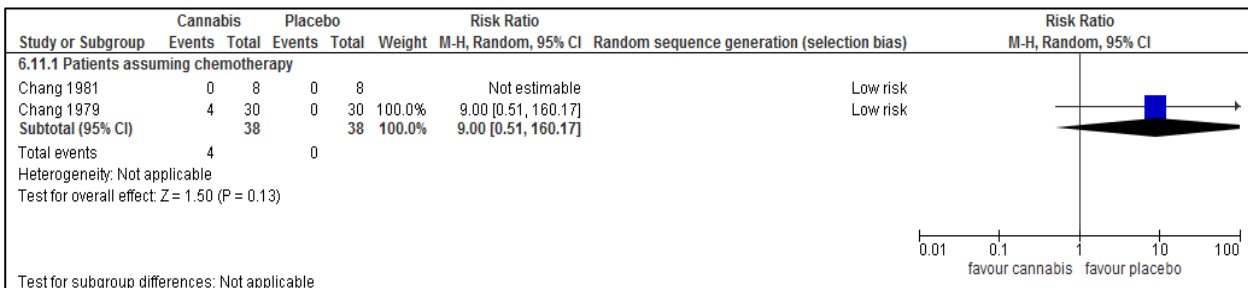 Cannabis Placebo Risk Ratio Risk Ratio
Study or Subgroup Events Total Events Total Weight M-H, Random, 95% CI Random sequence generation (selection bias) M-H, Random, 95% CI
6.11.1 Patients assuming chemotherapy
Chang 1981 0 8 0 8 Not estimable Low risk
Chang 1979 4 30 0 30 100.0% 9.00 [0.51, 160.17] Low risk
Subtotal (95% CI) 38 38 100.0% 9.00 [0.51, 160.17]
Total events 4 0
Heterogeneity: Not applicable
Test for overall effect: Z = 1.50 (P = 0.13)
0.01 0.1 1 10 100
favour cannabis favour placebo
Test for subgroup differences: Not applicable